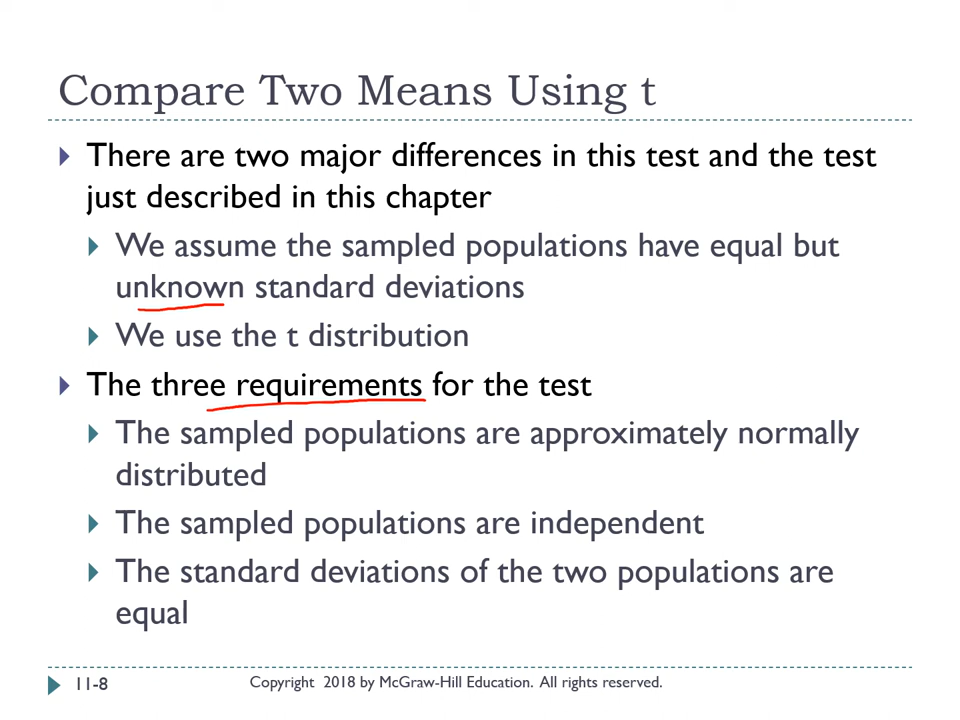 Compare Two Means Using t
There are two major differences in this test and the test
just described in this chapter
We assume the sampled populations have equal but
unknown standard deviations
We use the t distribution
The three requirements for the test
The sampled populations are approximately normally
distributed
The sampled populations are independent
The standard deviations of the two populations are
equal
11-8 Copyright 2018 by McGraw-Hill Education. All rights reserved.